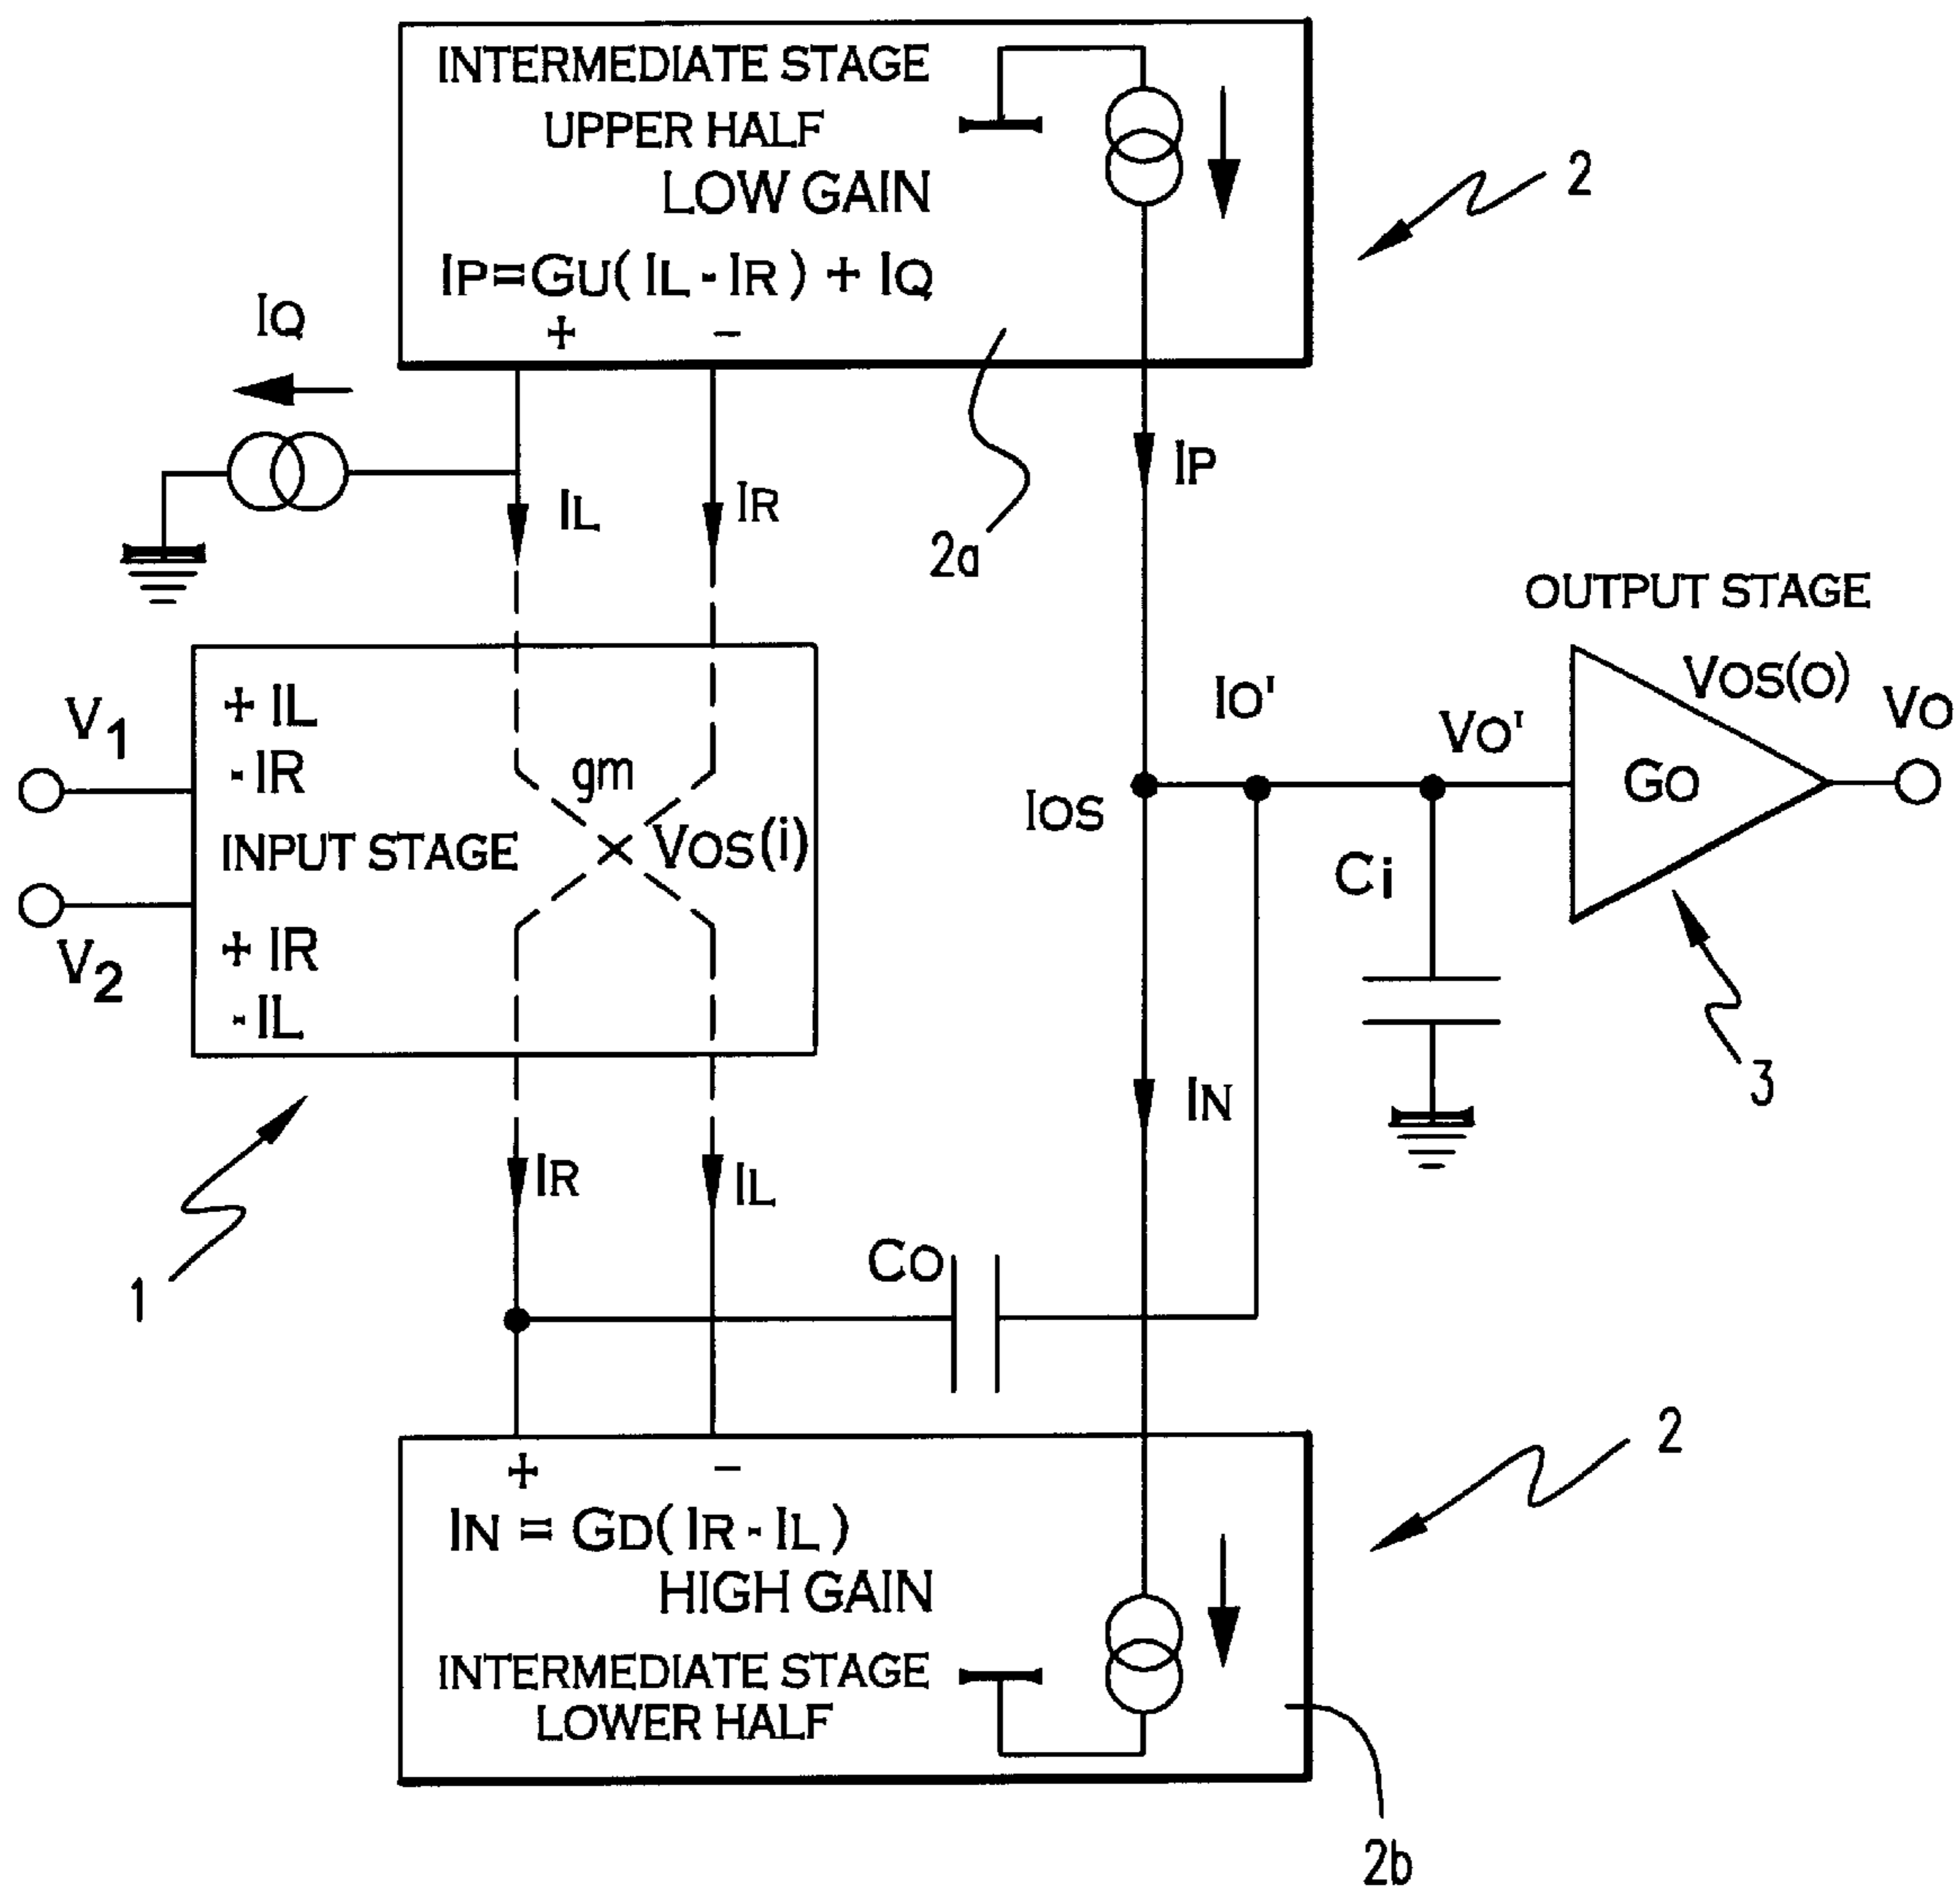 INTERMEDIATE STAGE
UPPER HALF
LOW GAIN
IP=GU( IL - IR ) + IQ
+ −
2
IQ
IL
IR
2a
IP
OUTPUT STAGE
VOS(O)
GO
VO
V1
V2
+ IL
- IR
INPUT STAGE
+ IR
- IL
gm
VOS(i)
IO'
VO'
IOS
Ci
3
IN
IR
IL
1
CO
2
+ −
IN = GD( IR - IL )
HIGH GAIN
INTERMEDIATE STAGE
LOWER HALF
2b